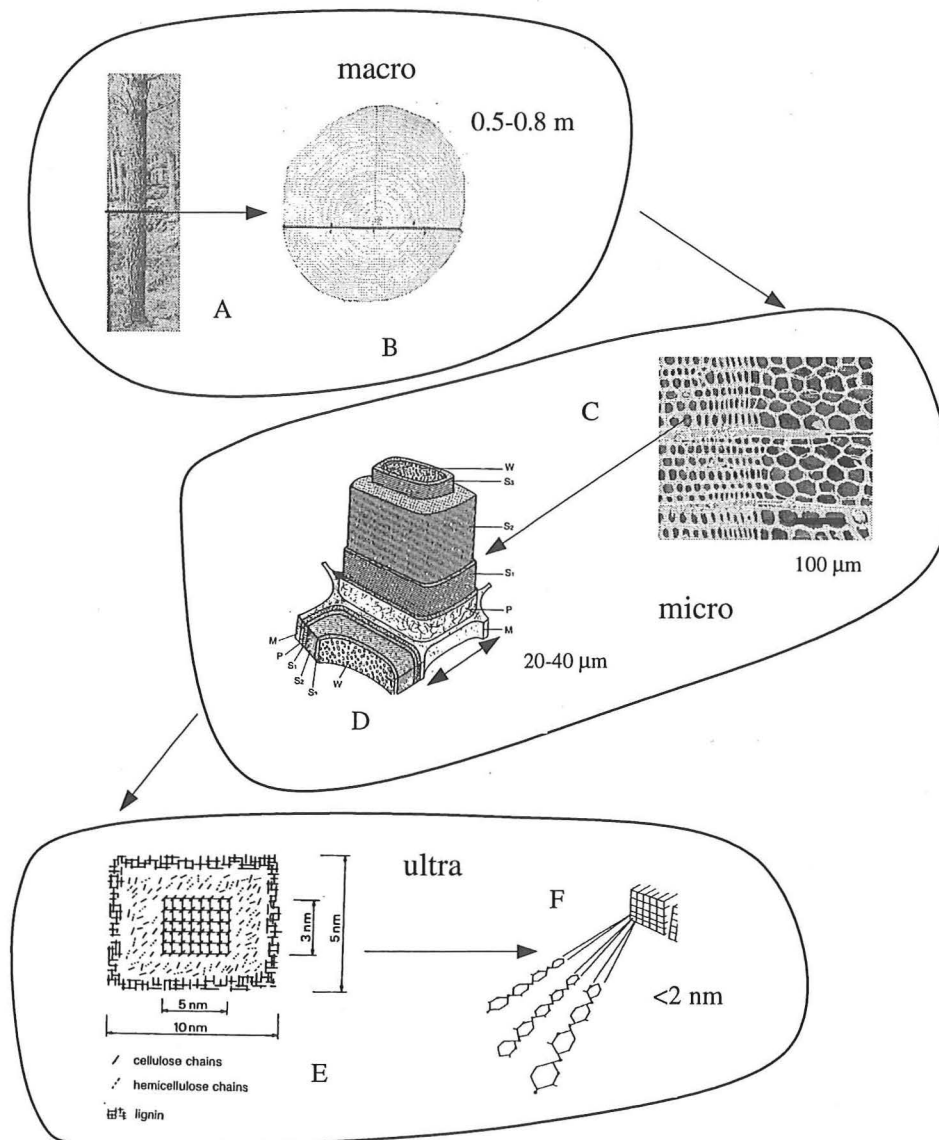 macro
0.5-0.8 m
A
B
C
W
S₃
S₂
S₁
P
M
100 µm
micro
M
P
S₁
S₂
S₃
W
20-40 µm
D
ultra
F
3 nm
5 nm
<2 nm
5 nm
10 nm
cellulose chains
E
hemicellulose chains
lignin